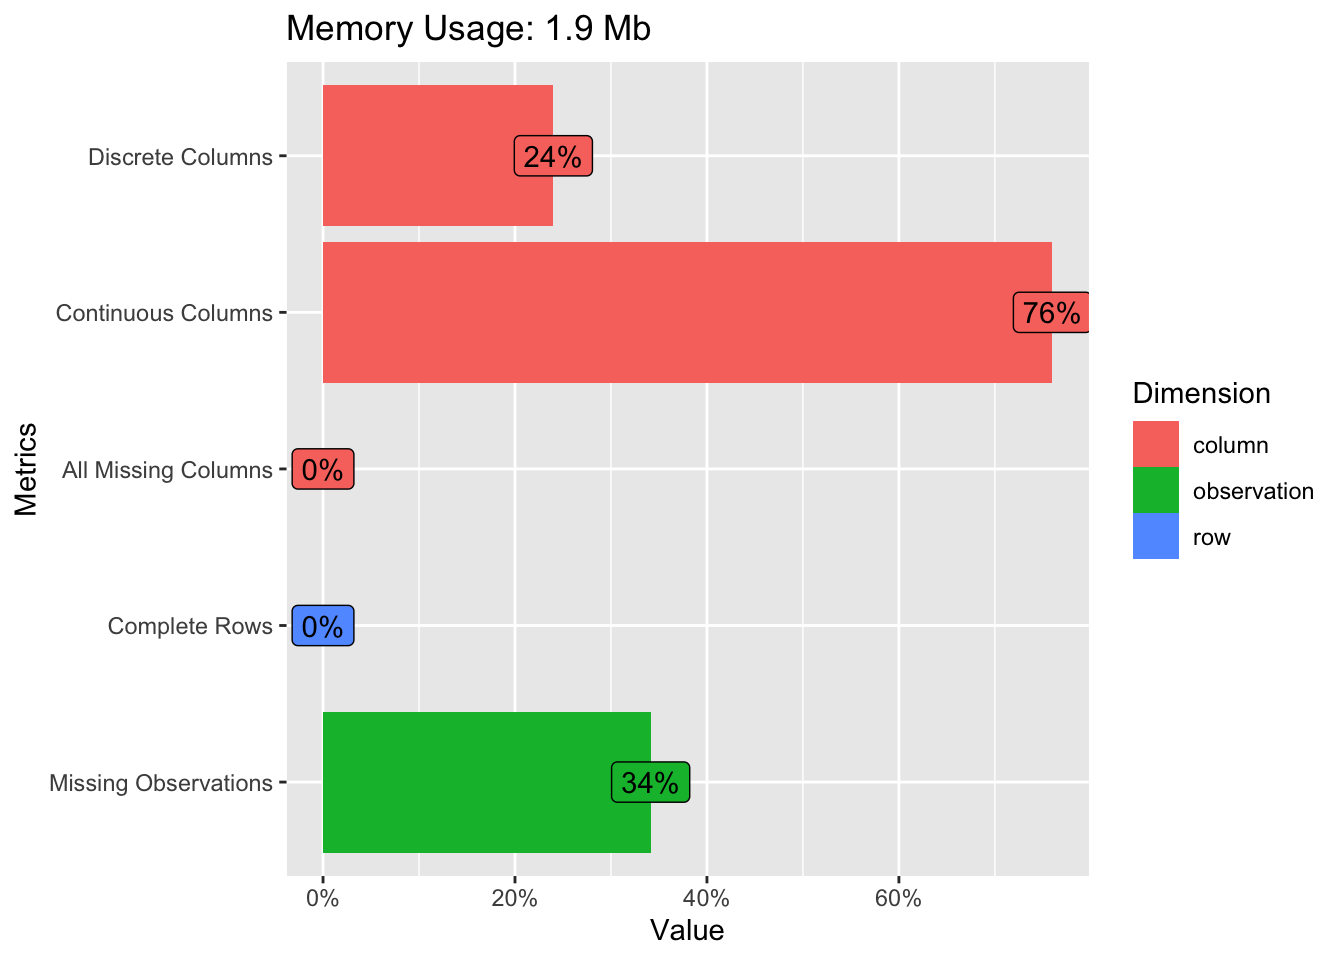 Memory Usage: 1.9 Mb
Metrics
Discrete Columns
24%
Continuous Columns
76%
All Missing Columns
0%
Complete Rows
0%
Missing Observations
34%
0%
20%
40%
60%
Value
Dimension
column
observation
row